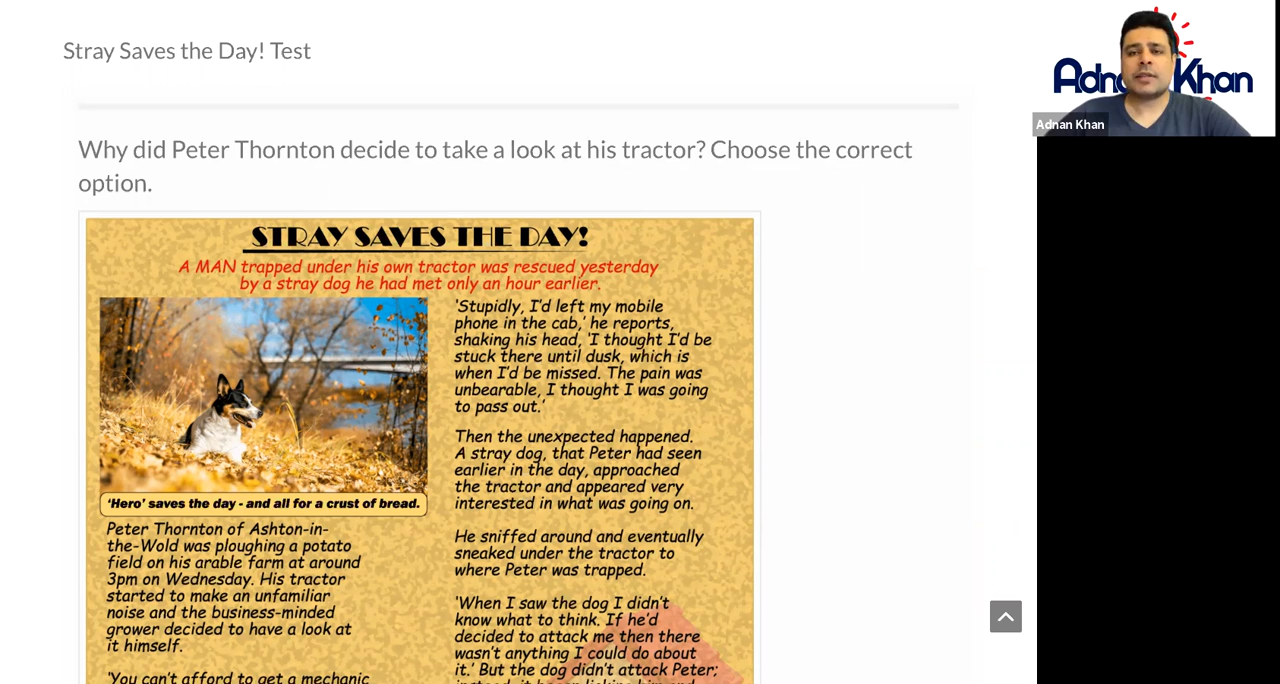 Stray Saves the Day! Test
Why did Peter Thornton decide to take a look at his tractor? Choose the correct
option.
STRAY SAVES THE DAY!
A MAN trapped under his own tractor was rescued yesterday
by a stray dog he had met only an hour earlier.
'Hero' saves the day - and all for a crust of bread.
Peter Thornton of Ashton-in-
the-Wold was ploughing a potato
field on his arable farm at around
3pm on Wednesday. His tractor
started to make an unfamiliar
noise and the business-minded
grower decided to have a look at
it himself.
'You can't afford to get a mechanic
'Stupidly, I'd left my mobile
phone in the cab,' he reports,
shaking his head, 'I thought I'd be
stuck there until dusk, which is
when I'd be missed. The pain was
unbearable, I thought I was going
to pass out.'
Then the unexpected happened.
A stray dog, that Peter had seen
earlier in the day, approached
the tractor and appeared very
interested in what was going on.
He sniffed around and eventually
sneaked under the tractor to
where Peter was trapped.
'When I saw the dog I didn't
know what to think. If he'd
decided to attack me then there
wasn't anything I could do about
it.' But the dog didn't attack Peter;
Khan
Adnan Khan